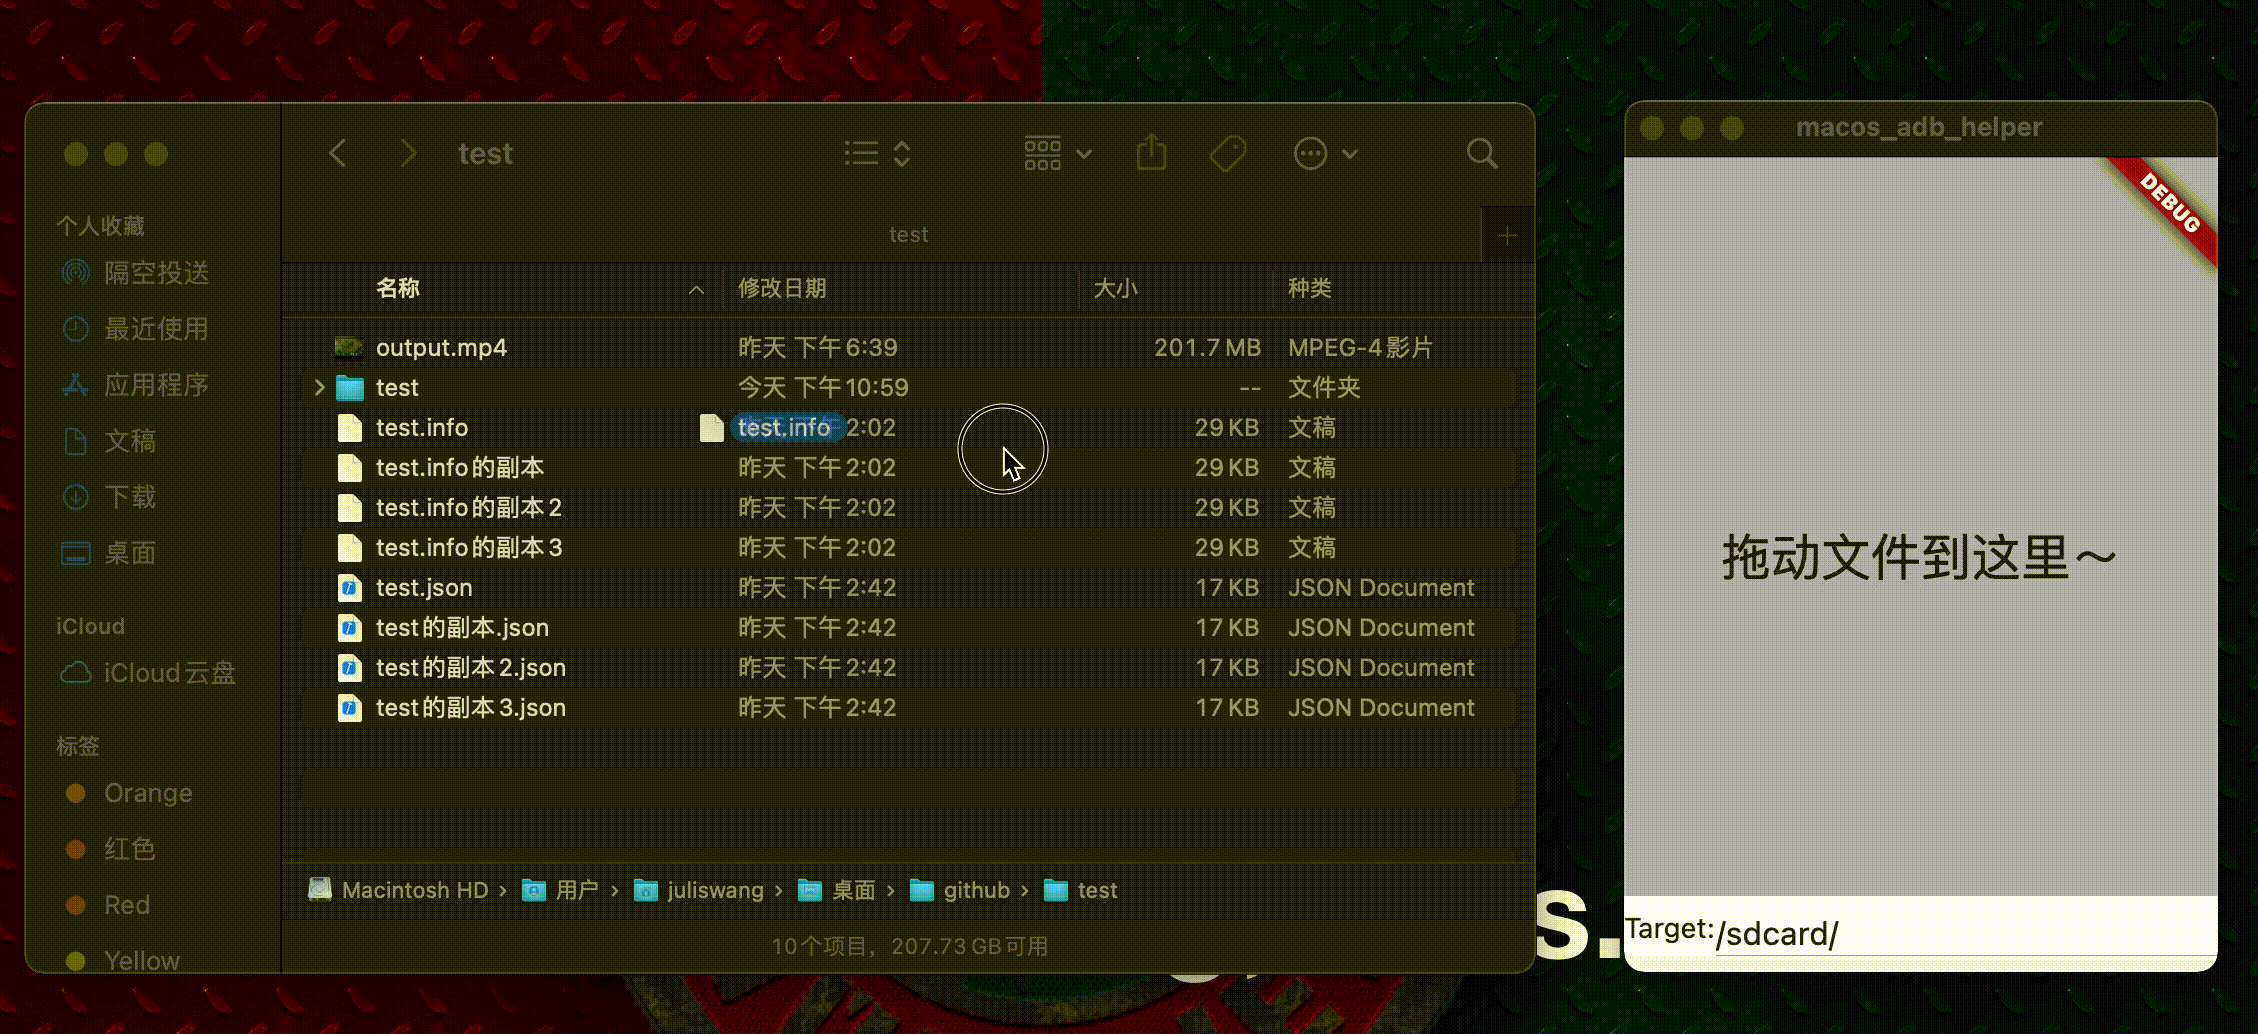 test
test
个人收藏
隔空投送
最近使用
应用程序
文稿
下载
桌面
iCloud
iCloud云盘
标签
Orange
红色
Red
Yellow
名称 修改日期 大小 种类
output.mp4 昨天 下午6:39 201.7 MB MPEG-4影片
test 今天 下午10:59 -- 文件夹
test.info test.info 2:02 29 KB 文稿
test.info的副本 昨天 下午2:02 29 KB 文稿
test.info的副本2 昨天 下午2:02 29 KB 文稿
test.info的副本3 昨天 下午2:02 29 KB 文稿
test.json 昨天 下午2:42 17 KB JSON Document
test的副本.json 昨天 下午2:42 17 KB JSON Document
test的副本2.json 昨天 下午2:42 17 KB JSON Document
test的副本3.json 昨天 下午2:42 17 KB JSON Document
Macintosh HD › 用户 › juliswang › 桌面 › github › test
10个项目，207.73 GB可用
s.
macos_adb_helper
DEBUG
拖动文件到这里～
Target:/sdcard/